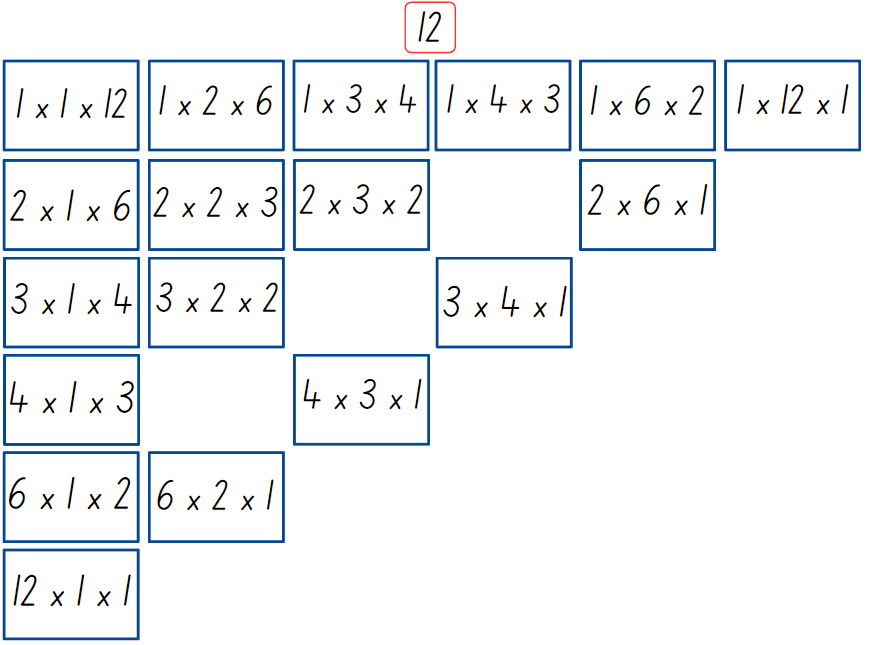 12
1 x 1 x 12 1 x 2 x 6 1 x 3 x 4 1 x 4 x 3 1 x 6 x 2 1 x 12 x 1
2 x 1 x 6 2 x 2 x 3 2 x 3 x 2 2 x 6 x 1
3 x 1 x 4 3 x 2 x 2 3 x 4 x 1
4 x 1 x 3 4 x 3 x 1
6 x 1 x 2 6 x 2 x 1
12 x 1 x 1